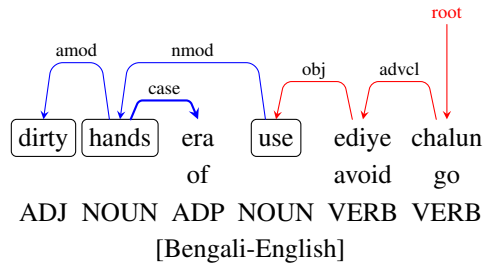 root
amod nmod
obj advcl
case
dirty hands era use ediye chalun
of avoid go
ADJ NOUN ADP NOUN VERB VERB
[Bengali-English]